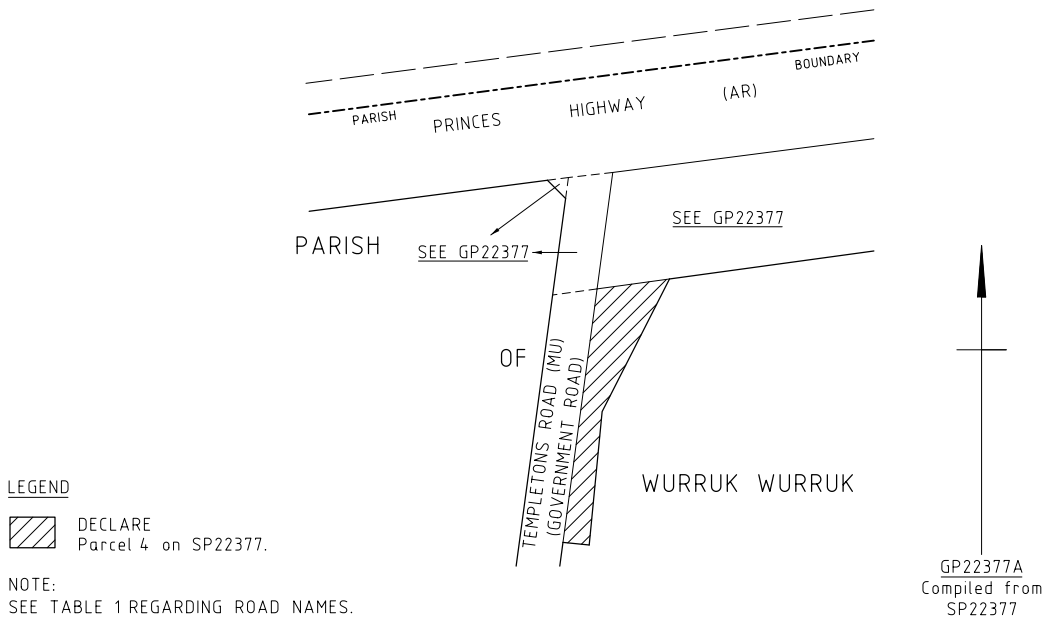 BOUNDARY
PARISH
PRINCES HIGHWAY (AR)
PARISH
SEE GP22377
SEE GP22377
OF
TEMPLETONS ROAD (MU)
(GOVERNMENT ROAD)
WURRUK WURRUK
LEGEND
DECLARE
Parcel 4 on SP22377.
NOTE:
SEE TABLE 1 REGARDING ROAD NAMES.
GP22377A
Compiled from
SP22377